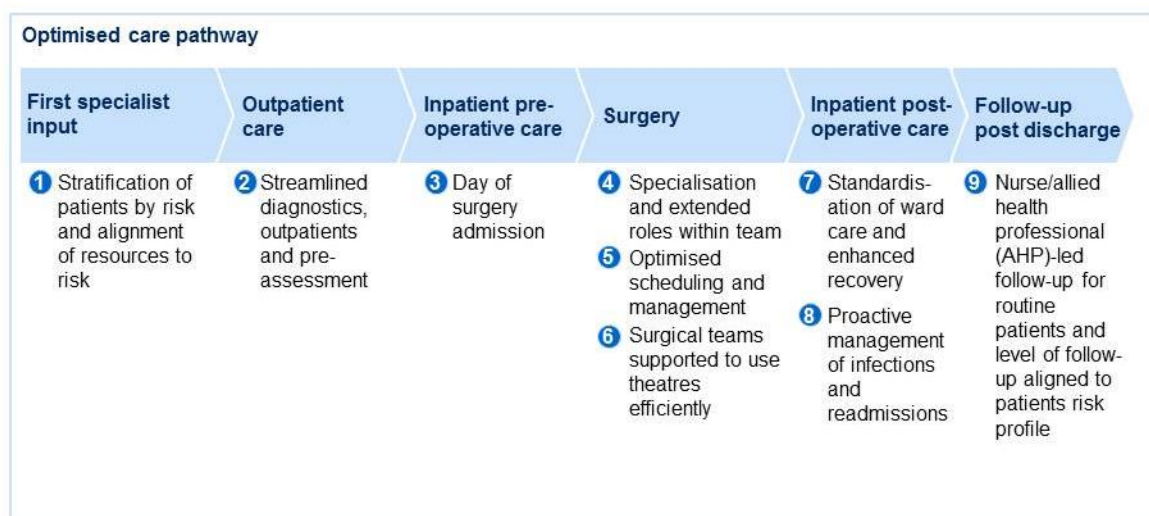 Optimised care pathway
First specialist
input
Outpatient
care
Inpatient pre-
operative care
Surgery
Inpatient post-
operative care
Follow-up
post discharge
1 Stratification of
patients by risk
and alignment
of resources to
risk
2 Streamlined
diagnostics,
outpatients
and pre-
assessment
3 Day of
surgery
admission
4 Specialisation
and extended
roles within team
5 Optimised
scheduling and
management
6 Surgical teams
supported to use
theatres
efficiently
7 Standardis-
ation of ward
care and
enhanced
recovery
8 Proactive
management
of infections
and
readmissions
9 Nurse/allied
health
professional
(AHP)-led
follow-up for
routine
patients and
level of follow-
up aligned to
patients risk
profile